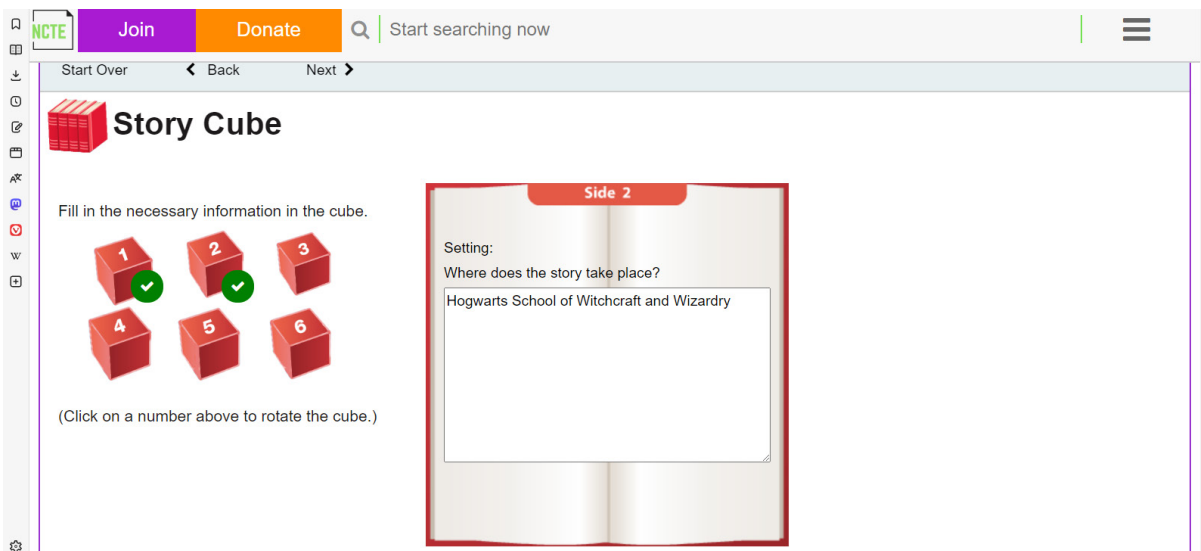 NCTE
Join
Donate
Start searching now
Start Over
Back
Next
Story Cube
Fill in the necessary information in the cube.
1
2
3
4
5
6
(Click on a number above to rotate the cube.)
Side 2
Setting:
Where does the story take place?
Hogwarts School of Witchcraft and Wizardry